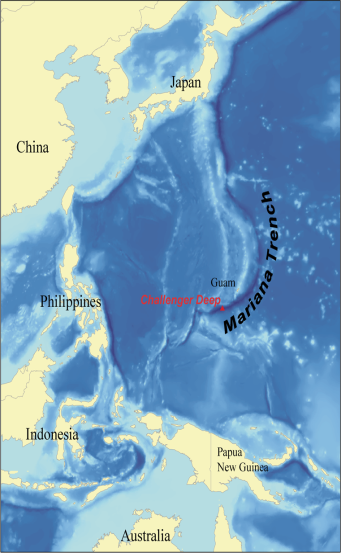 Japan
China
Guam
Mariana Trench
Challenger Deep
Philippines
Indonesia
Papua
New Guinea
Australia